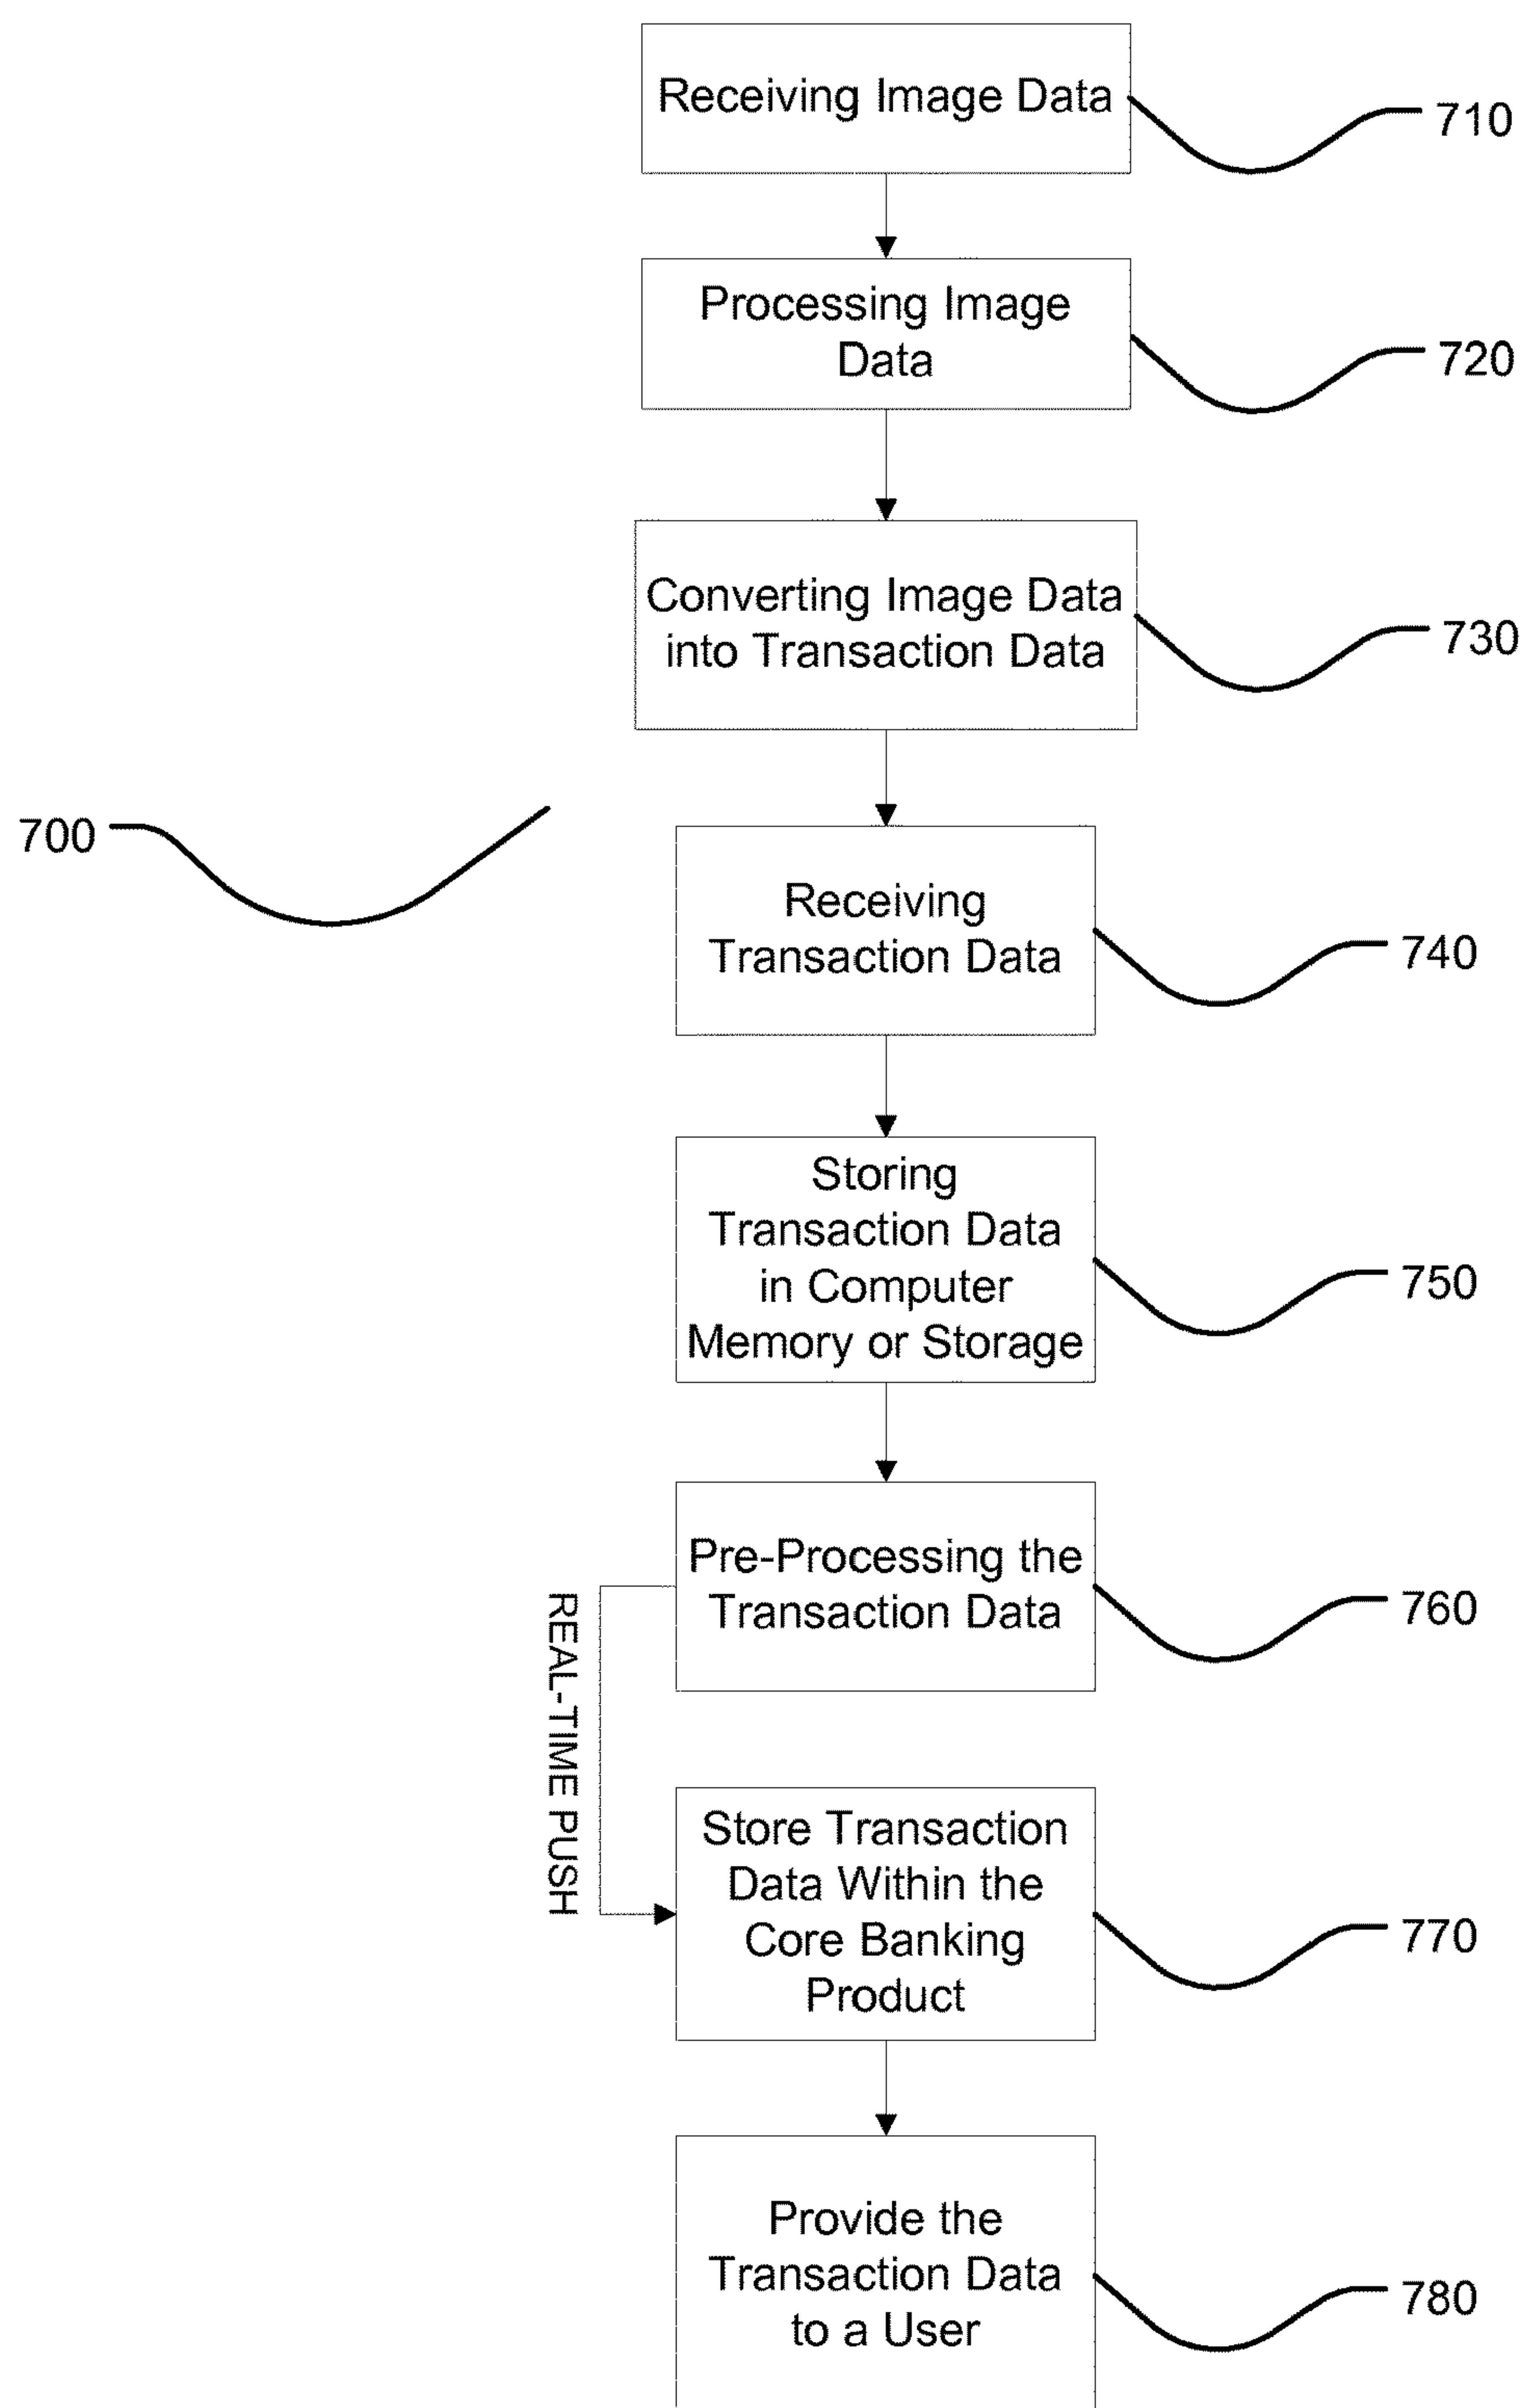 Receiving Image Data
710
Processing Image
Data
720
Converting Image Data
into Transaction Data
730
700
Receiving
Transaction Data
740
Storing
Transaction Data
in Computer
Memory or Storage
750
Pre-Processing the
Transaction Data
760
REAL-TIME PUSH
Store Transaction
Data Within the
Core Banking
Product
770
Provide the
Transaction Data
to a User
780